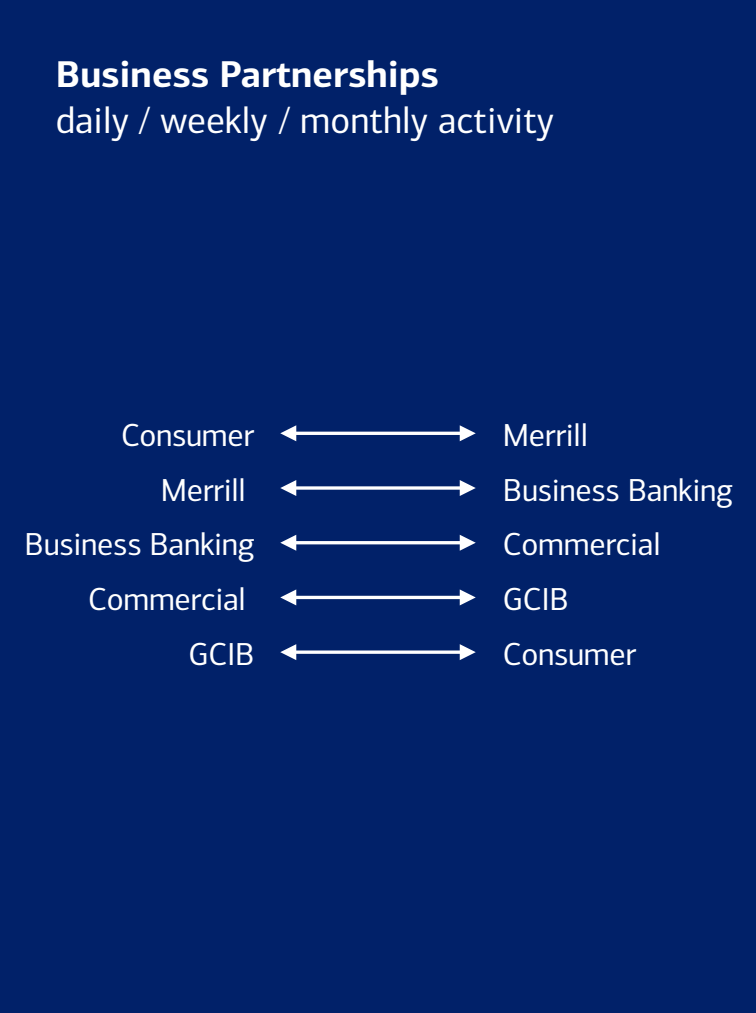 Business Partnerships
daily / weekly / monthly activity
Consumer Merrill
Merrill Business Banking
Business Banking Commercial
Commercial GCIB
GCIB Consumer